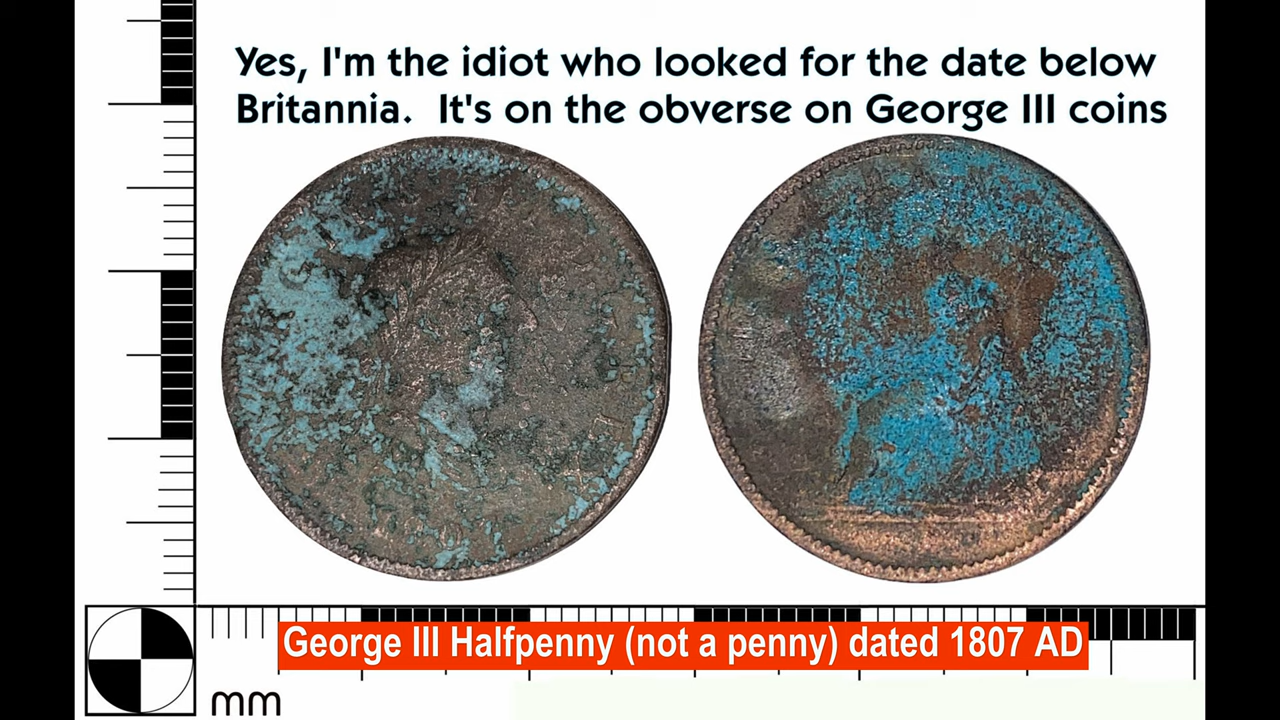 Yes, I'm the idiot who looked for the date below
Britannia. It's on the obverse on George III coins
George III Halfpenny (not a penny) dated 1807 AD
mm